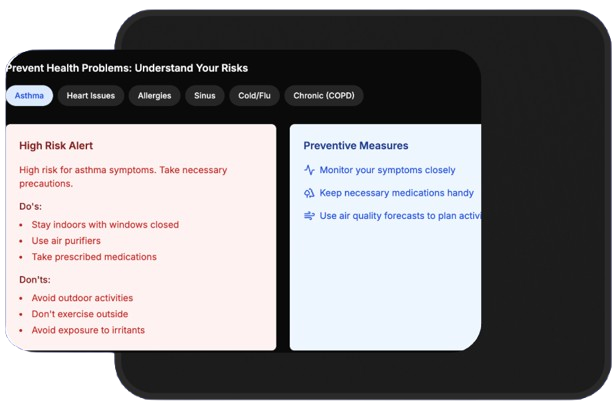 Prevent Health Problems: Understand Your Risks
Asthma Heart Issues Allergies Sinus Cold/Flu Chronic (COPD)
High Risk Alert
High risk for asthma symptoms. Take necessary
precautions.
Do's:
• Stay indoors with windows closed
• Use air purifiers
• Take prescribed medications
Don'ts:
• Avoid outdoor activities
• Don't exercise outside
• Avoid exposure to irritants
Preventive Measures
Monitor your symptoms closely
Keep necessary medications handy
Use air quality forecasts to plan activi